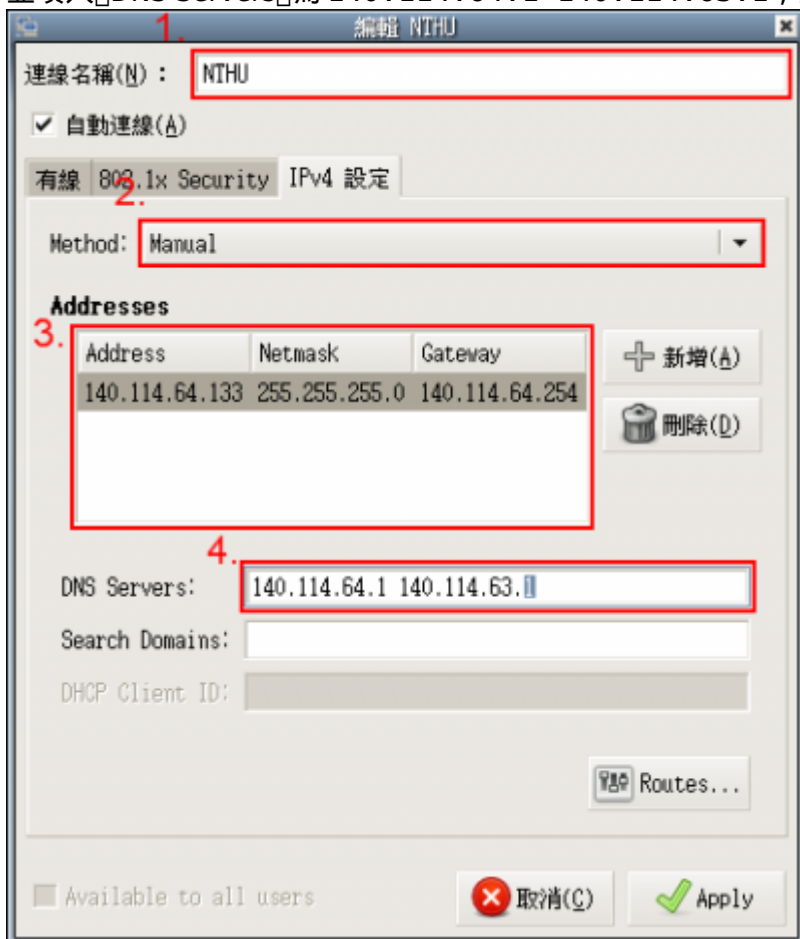 1.
編輯 NTHU
連線名稱(N)： NTHU
自動連線(A)
有線 802.1x Security IPv4 設定
2.
Method: Manual
Addresses
3.
Address Netmask Gateway
新增(A)
140.114.64.133 255.255.255.0 140.114.64.254
刪除(D)
4.
DNS Servers: 140.114.64.1 140.114.63.1
Search Domains:
DHCP Client ID:
Routes...
Available to all users
取消(C) Apply